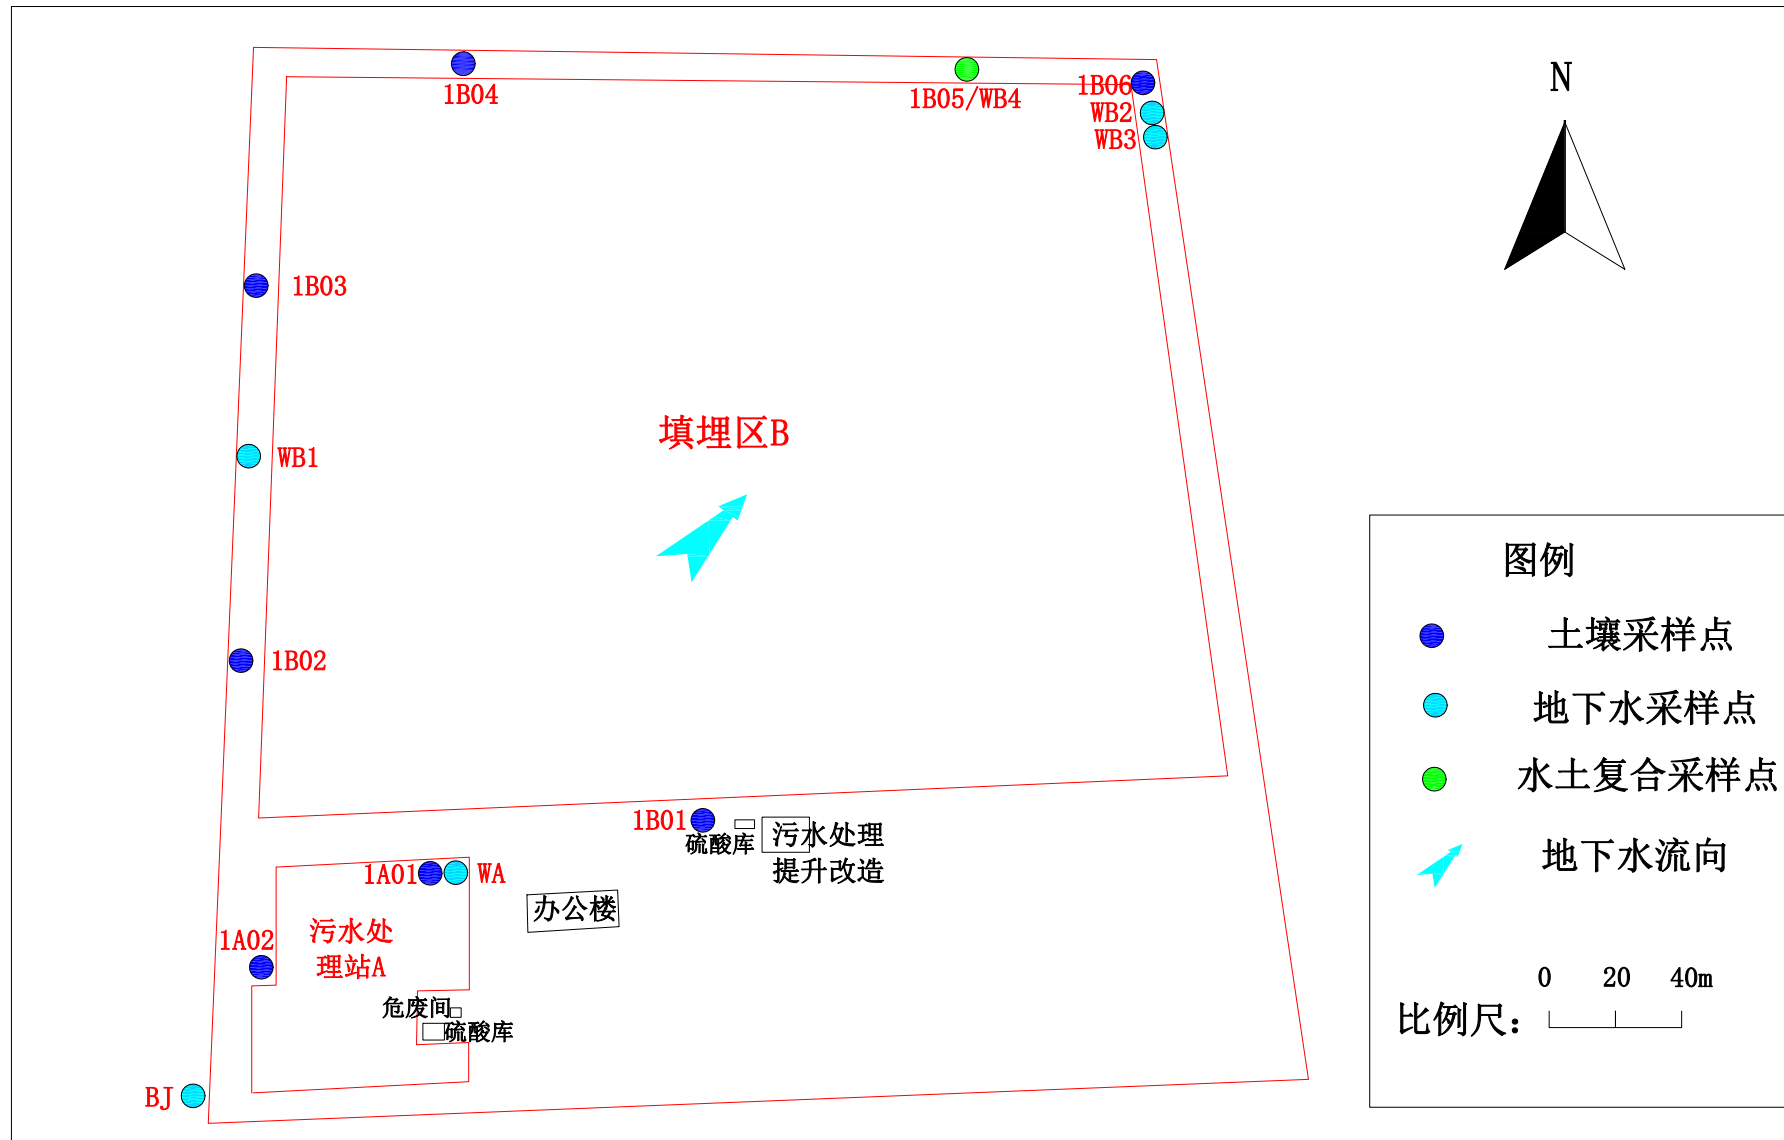 1B04
1B05/WB4
1B06
WB2
WB3
N
1B03
填埋区B
WB1
1B02
图例
土壤采样点
地下水采样点
水土复合采样点
地下水流向
0 20 40m
比例尺：
1B01
硫酸库
污水处理
提升改造
1A01
WA
办公楼
1A02
污水处
理站A
危废间
硫酸库
BJ